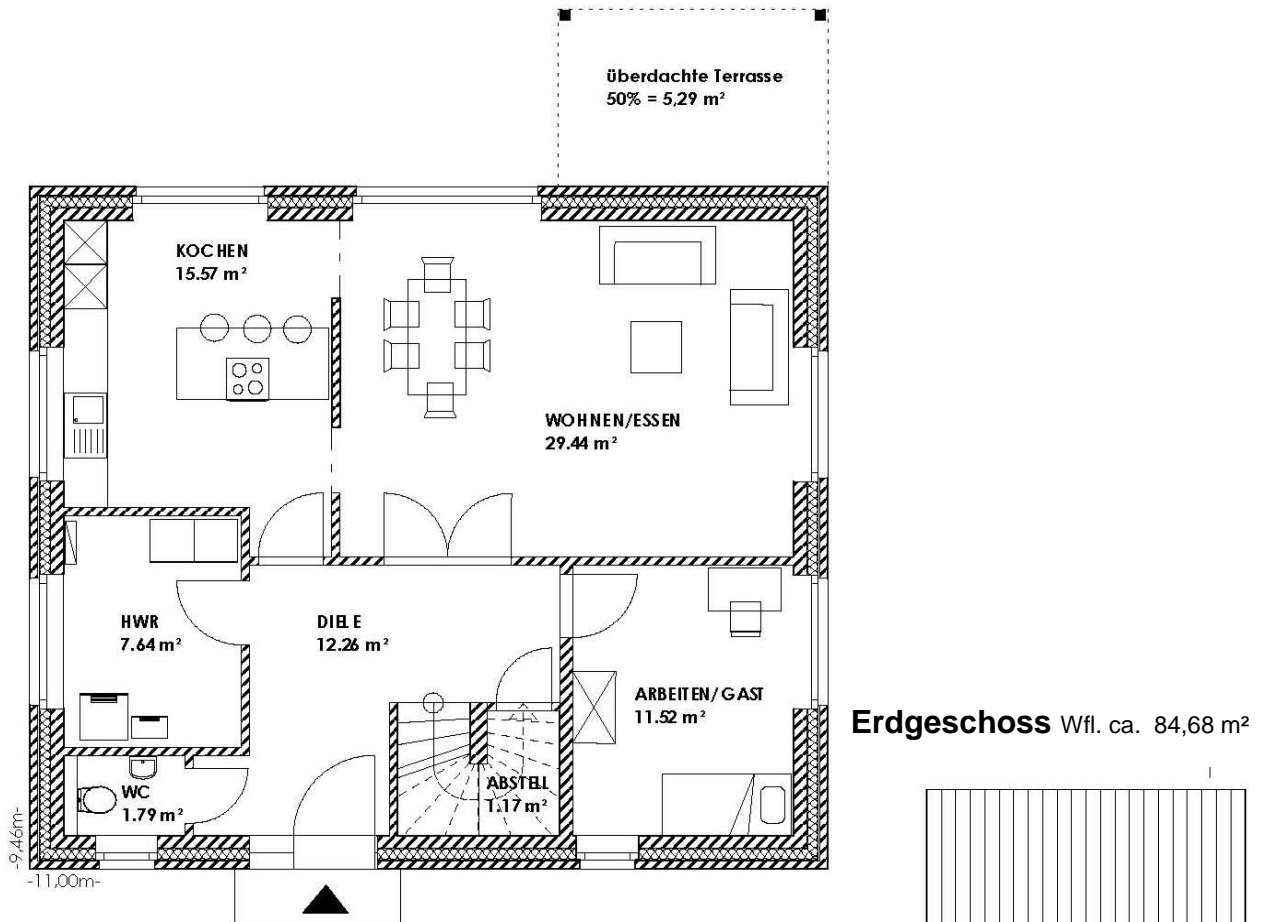 überdachte Terrasse
50% = 5,29 m²
KOCHEN
15.57 m²
WOHNEN/ESSEN
29.44 m²
HWR
7.64 m²
DIELE
12.26 m²
ARBEITEN/GAST
11.52 m²
Erdgeschoss Wfl. ca. 84,68 m²
ABSTELL
1.17 m²
WC
1.79 m²
-9,46m-
-11,00m-